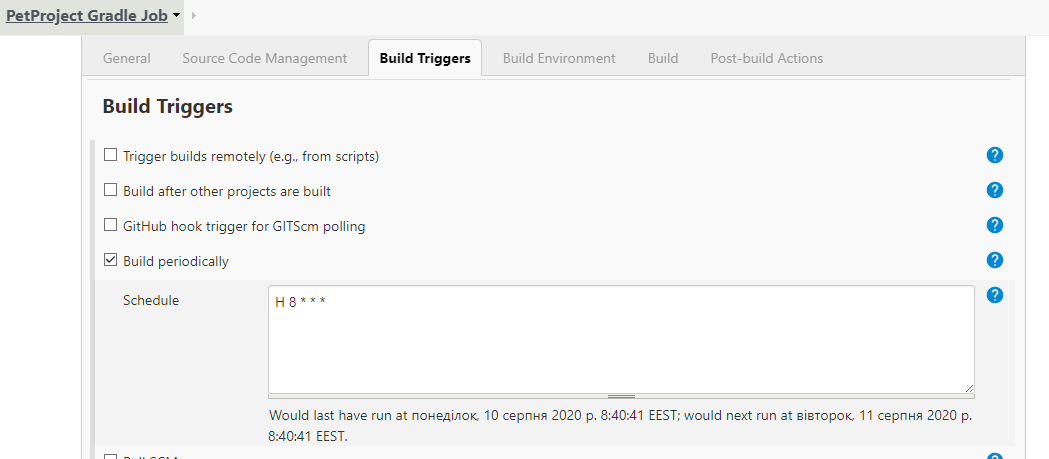 PetProject Gradle Job
General Source Code Management Build Triggers Build Environment Build Post-build Actions
Build Triggers
Trigger builds remotely (e.g., from scripts)
Build after other projects are built
GitHub hook trigger for GITScm polling
Build periodically
Schedule H 8 * * *
Would last have run at понеділок, 10 серпня 2020 р. 8:40:41 EEST; would next run at вівторок, 11 серпня 2020 р.
8:40:41 EEST.
Poll SCM